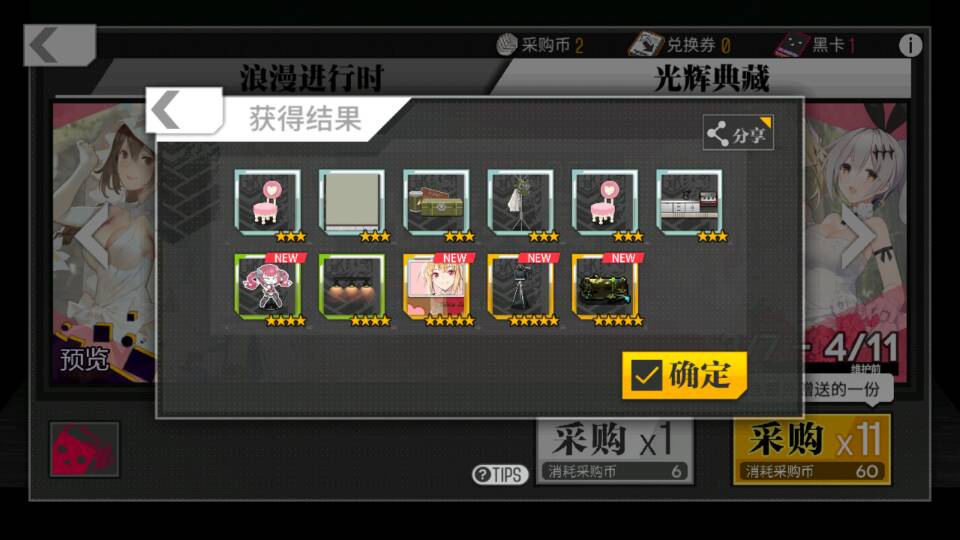 采购币 2
兑换券 0
黑卡 1
浪漫进行时
光辉典藏
获得结果
分享
NEW
NEW
NEW
NEW
预览
- 4/11
维护前
确定
赠送的一份
采购 x1
消耗采购币 6
采购 x11
消耗采购币 60
?TIPS